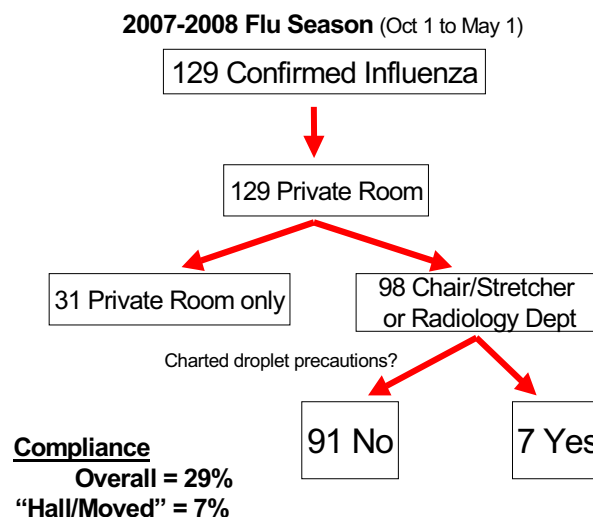 2007-2008 Flu Season (Oct 1 to May 1)
129 Confirmed Influenza
129 Private Room
31 Private Room only
98 Chair/Stretcher
or Radiology Dept
Charted droplet precautions?
91 No
7 Yes
Compliance
Overall = 29%
“Hall/Moved” = 7%